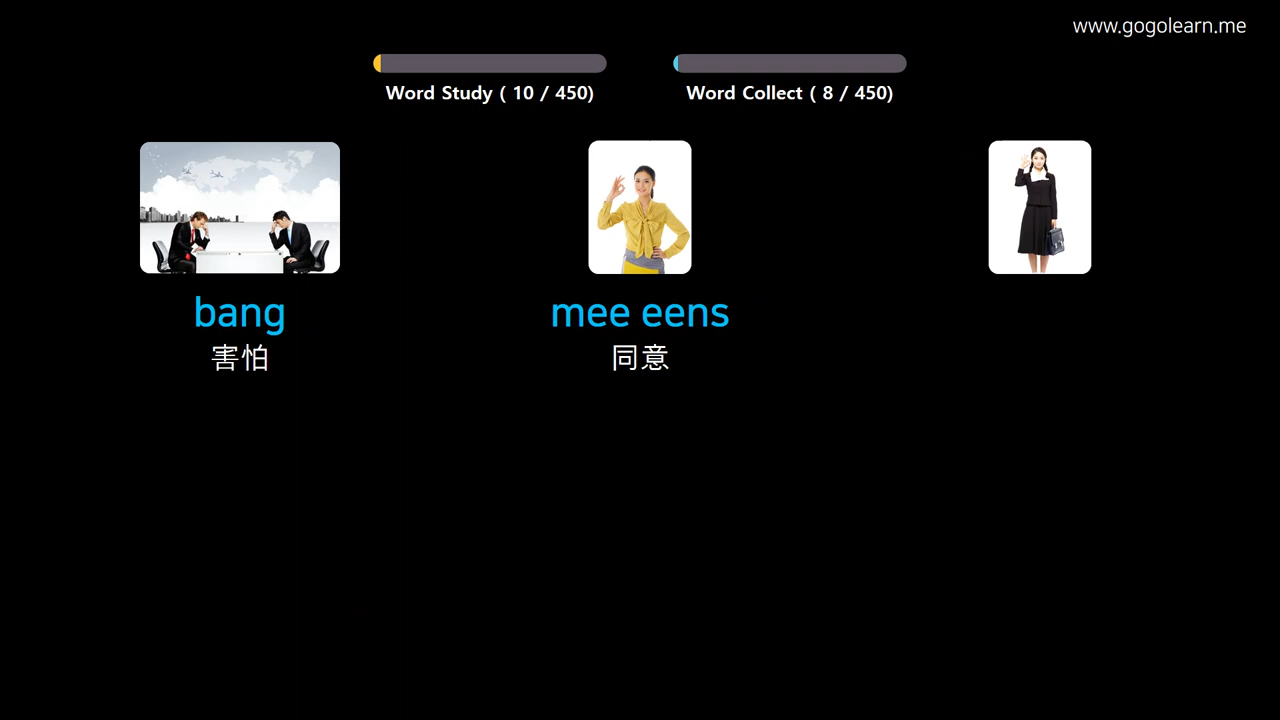 www.gogolearn.me
Word Study ( 10 / 450)
Word Collect ( 8 / 450)
bang
mee eens
害怕
同意